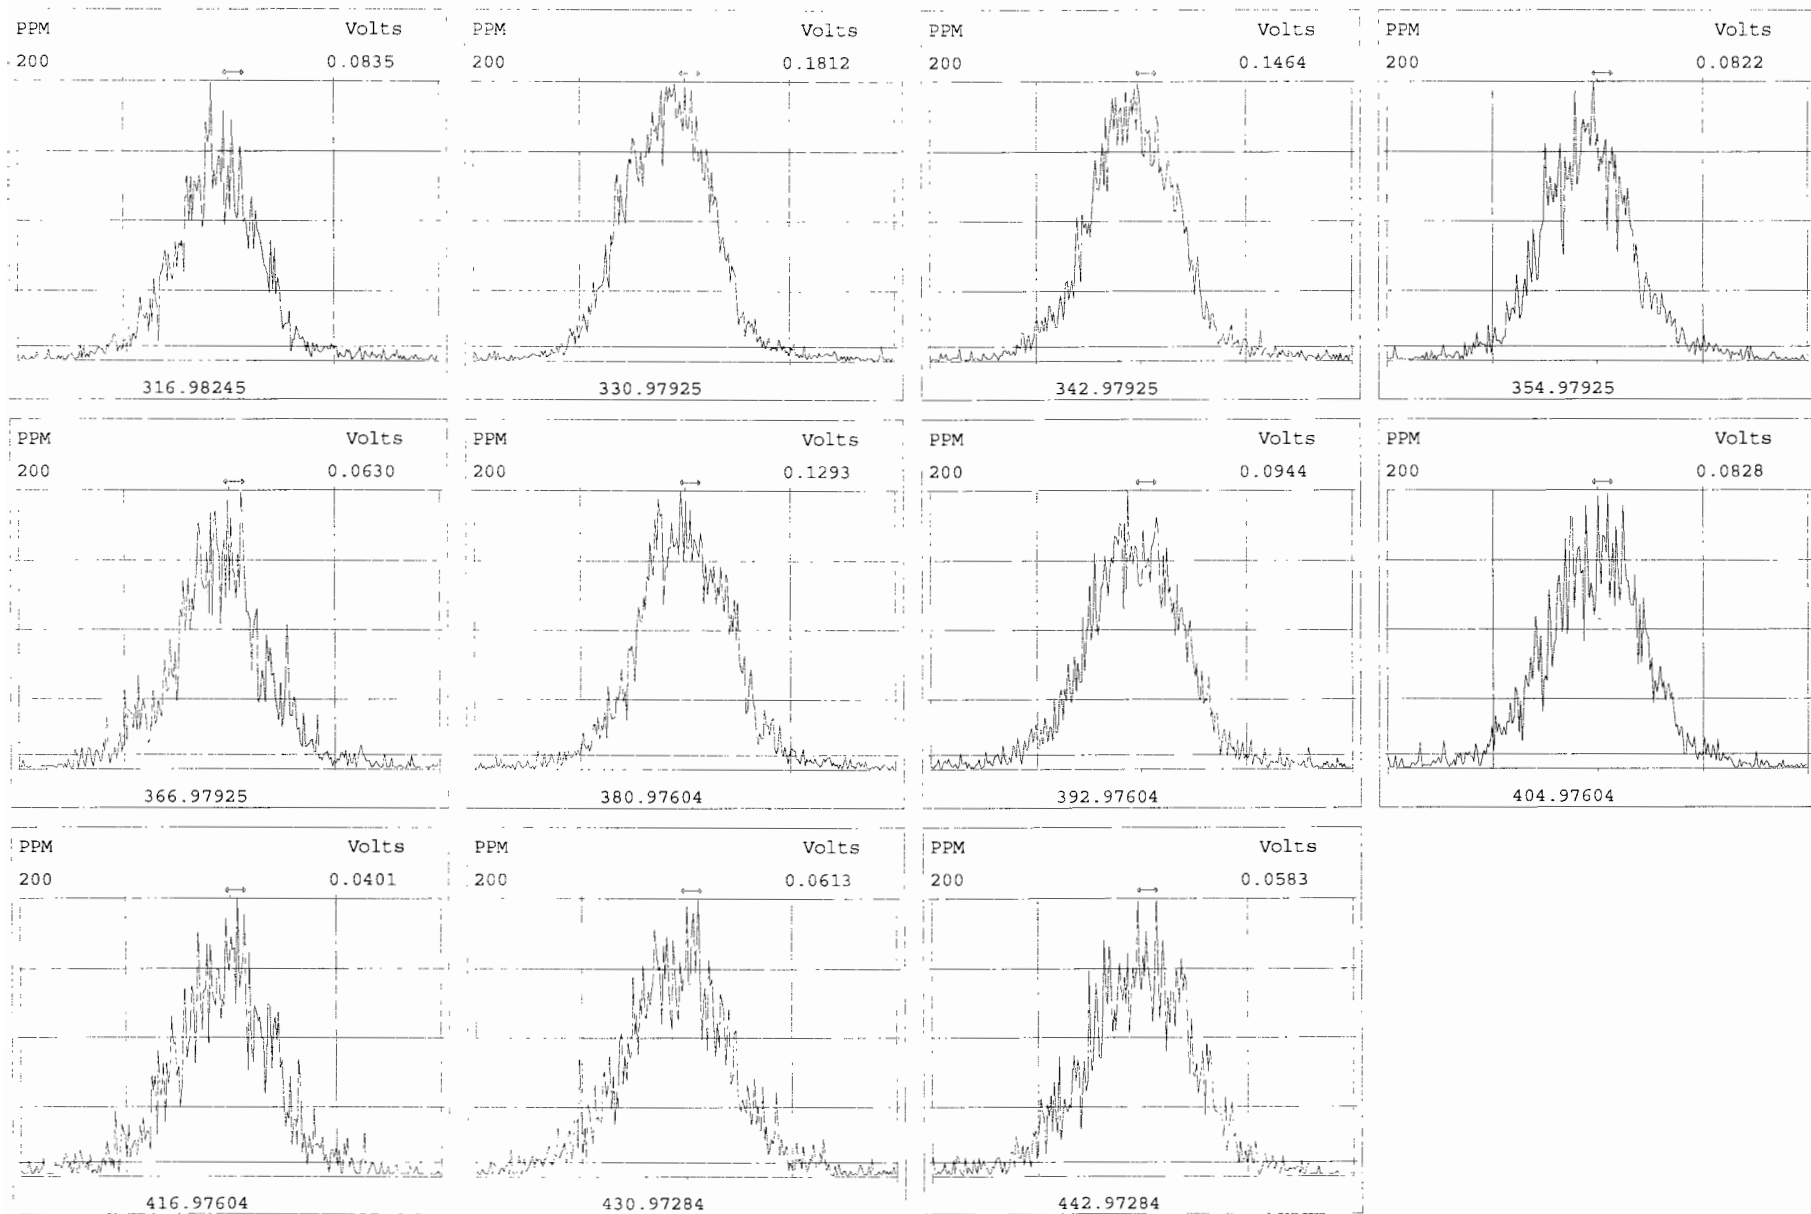 PPM Volts
200 0.0835
316.98245
PPM Volts
200 0.1812
330.97925
PPM Volts
200 0.1464
342.97925
PPM Volts
200 0.0822
354.97925
PPM Volts
200 0.0630
366.97925
PPM Volts
200 0.1293
380.97604
PPM Volts
200 0.0944
392.97604
PPM Volts
200 0.0828
404.97604
PPM Volts
200 0.0401
416.97604
PPM Volts
200 0.0613
430.97284
PPM Volts
200 0.0583
442.97284